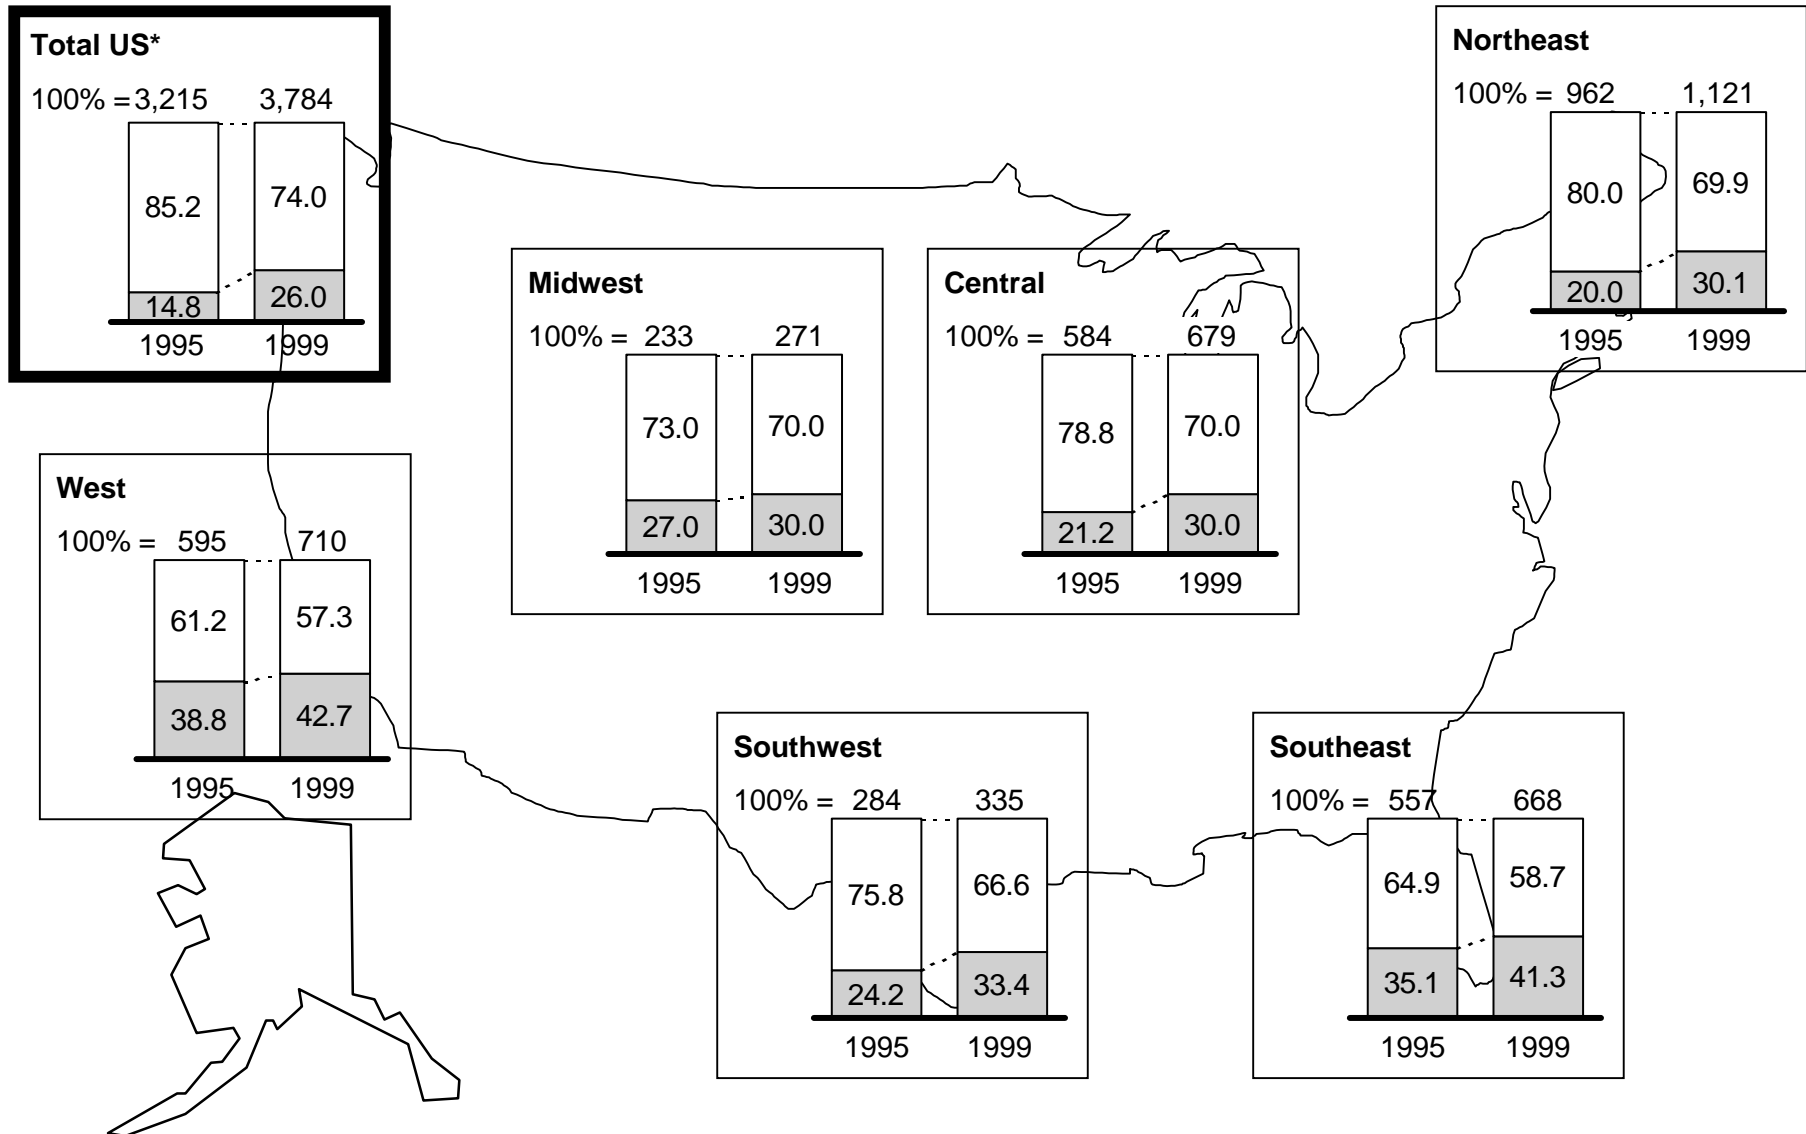 Total US*
100% = 3,215 3,784
85.2 74.0
14.8 26.0
1995 1999
Northeast
100% = 962 1,121
80.0 69.9
20.0 30.1
1995 1999
Midwest
100% = 233 271
73.0 70.0
27.0 30.0
1995 1999
Central
100% = 584 679
78.8 70.0
21.2 30.0
1995 1999
West
100% = 595 710
61.2 57.3
38.8 42.7
1995 1999
Southwest
100% = 284 335
75.8 66.6
24.2 33.4
1995 1999
Southeast
100% = 557 668
64.9 58.7
35.1 41.3
1995 1999